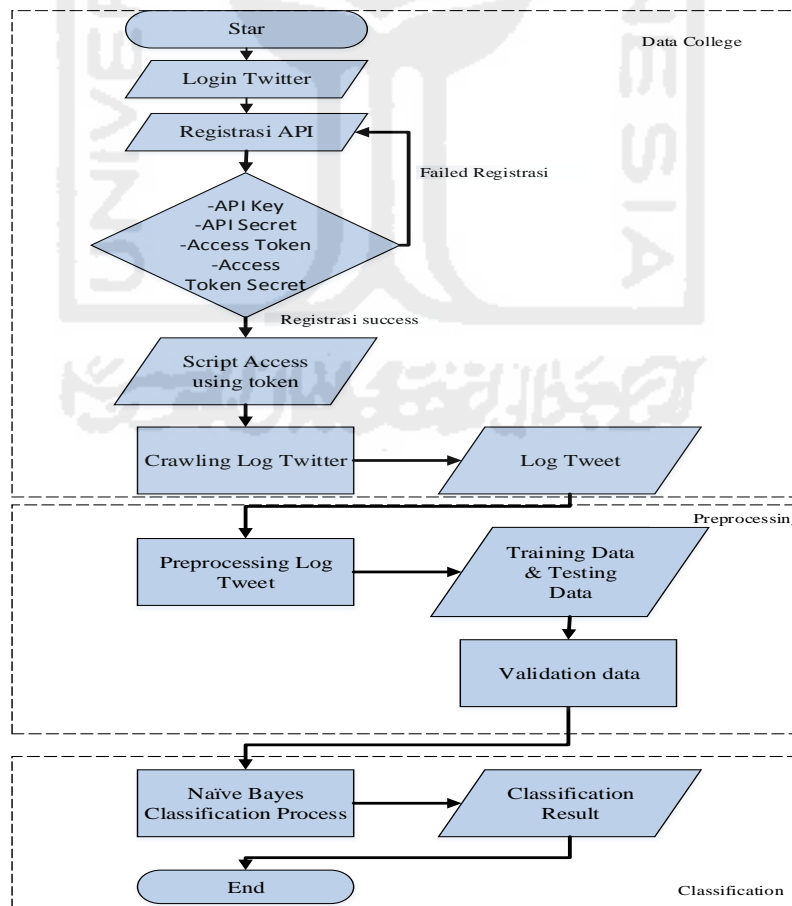 Star
Data College
Login Twitter
Registrasi API
Failed Registrasi
-API Key
-API Secret
-Access Token
-Access
Token Secret
Registrasi success
Script Access
using token
Crawling Log Twitter
Log Tweet
Preprocessing
Preprocessing Log
Tweet
Training Data
& Testing
Data
Validation data
Naïve Bayes
Classification Process
Classification
Result
End
Classification